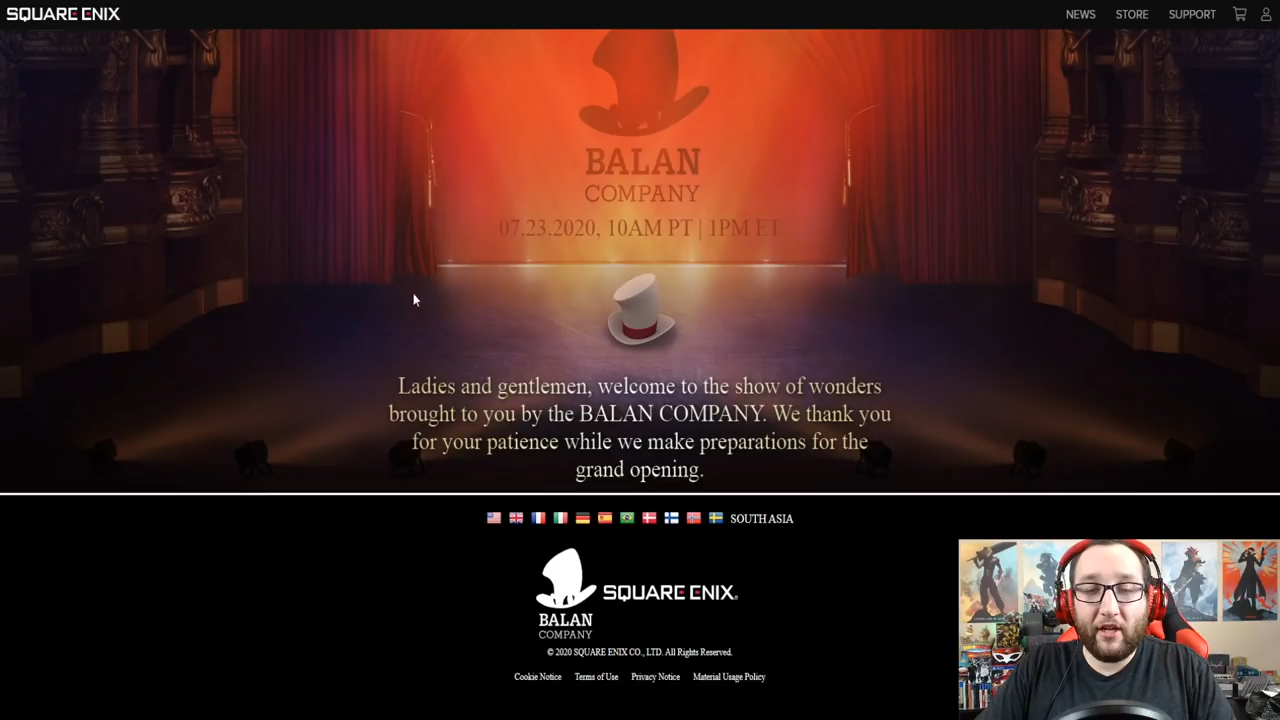 SQUARE ENIX
NEWS STORE SUPPORT
BALAN
COMPANY
07.23.2020, 10AM PT | 1PM ET
Ladies and gentlemen, welcome to the show of wonders
brought to you by the BALAN COMPANY. We thank you
for your patience while we make preparations for the
grand opening.
SOUTH ASIA
BALAN
COMPANY
SQUARE ENIX®
© 2020 SQUARE ENIX CO., LTD. All Rights Reserved.
Cookie Notice Terms of Use Privacy Notice Material Usage Policy